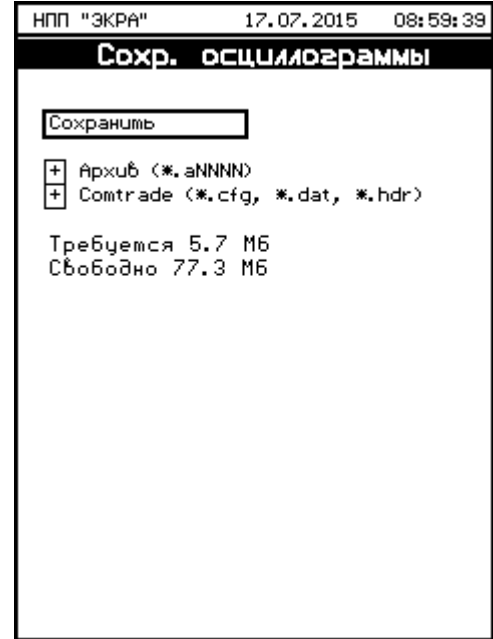 НПП "ЭКРА" 17.07.2015 08:59:39
Сохр. осциллограммы
Сохранить
+ Архив (*.aNNNN)
+ Comtrade (*.cfg, *.dat, *.hdr)
Требуемся 5.7 Мб
Свободно 77.3 Мб